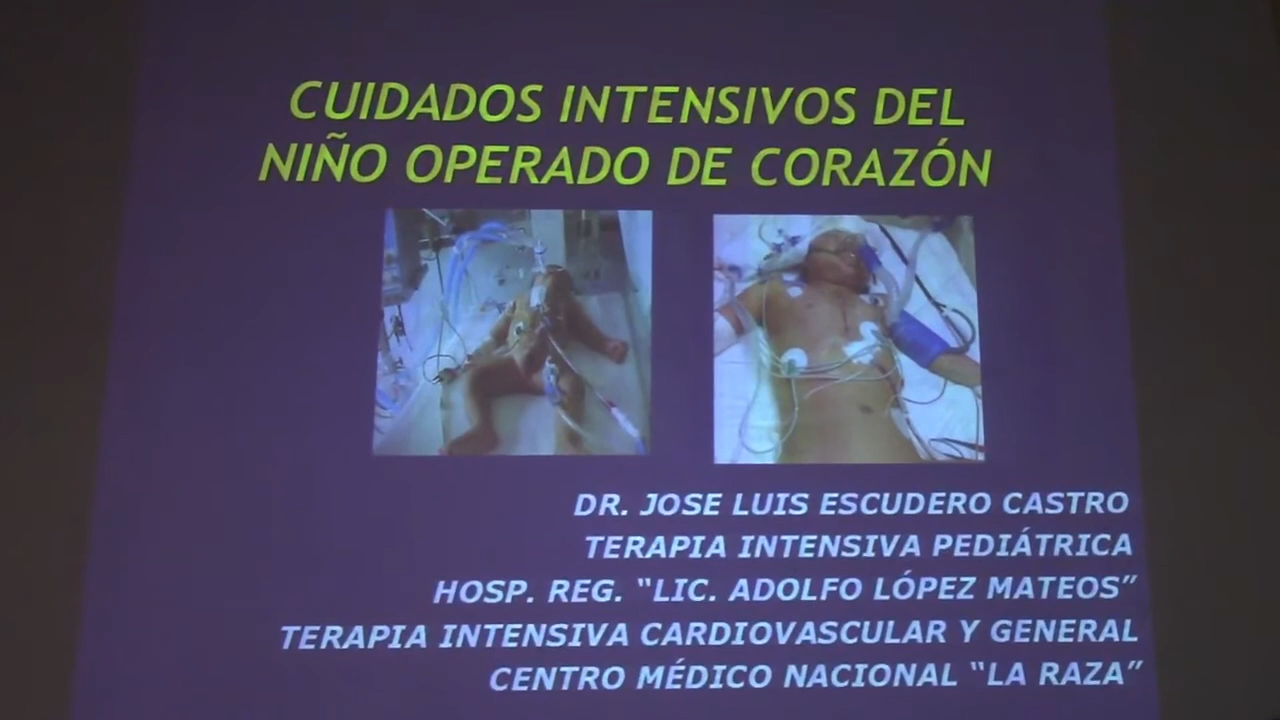 CUIDADOS INTENSIVOS DEL
NIÑO OPERADO DE CORAZÓN
DR. JOSE LUIS ESCUDERO CASTRO
TERAPIA INTENSIVA PEDIÁTRICA
HOSP. REG. “LIC. ADOLFO LÓPEZ MATEOS”
TERAPIA INTENSIVA CARDIOVASCULAR Y GENERAL
CENTRO MÉDICO NACIONAL “LA RAZA”